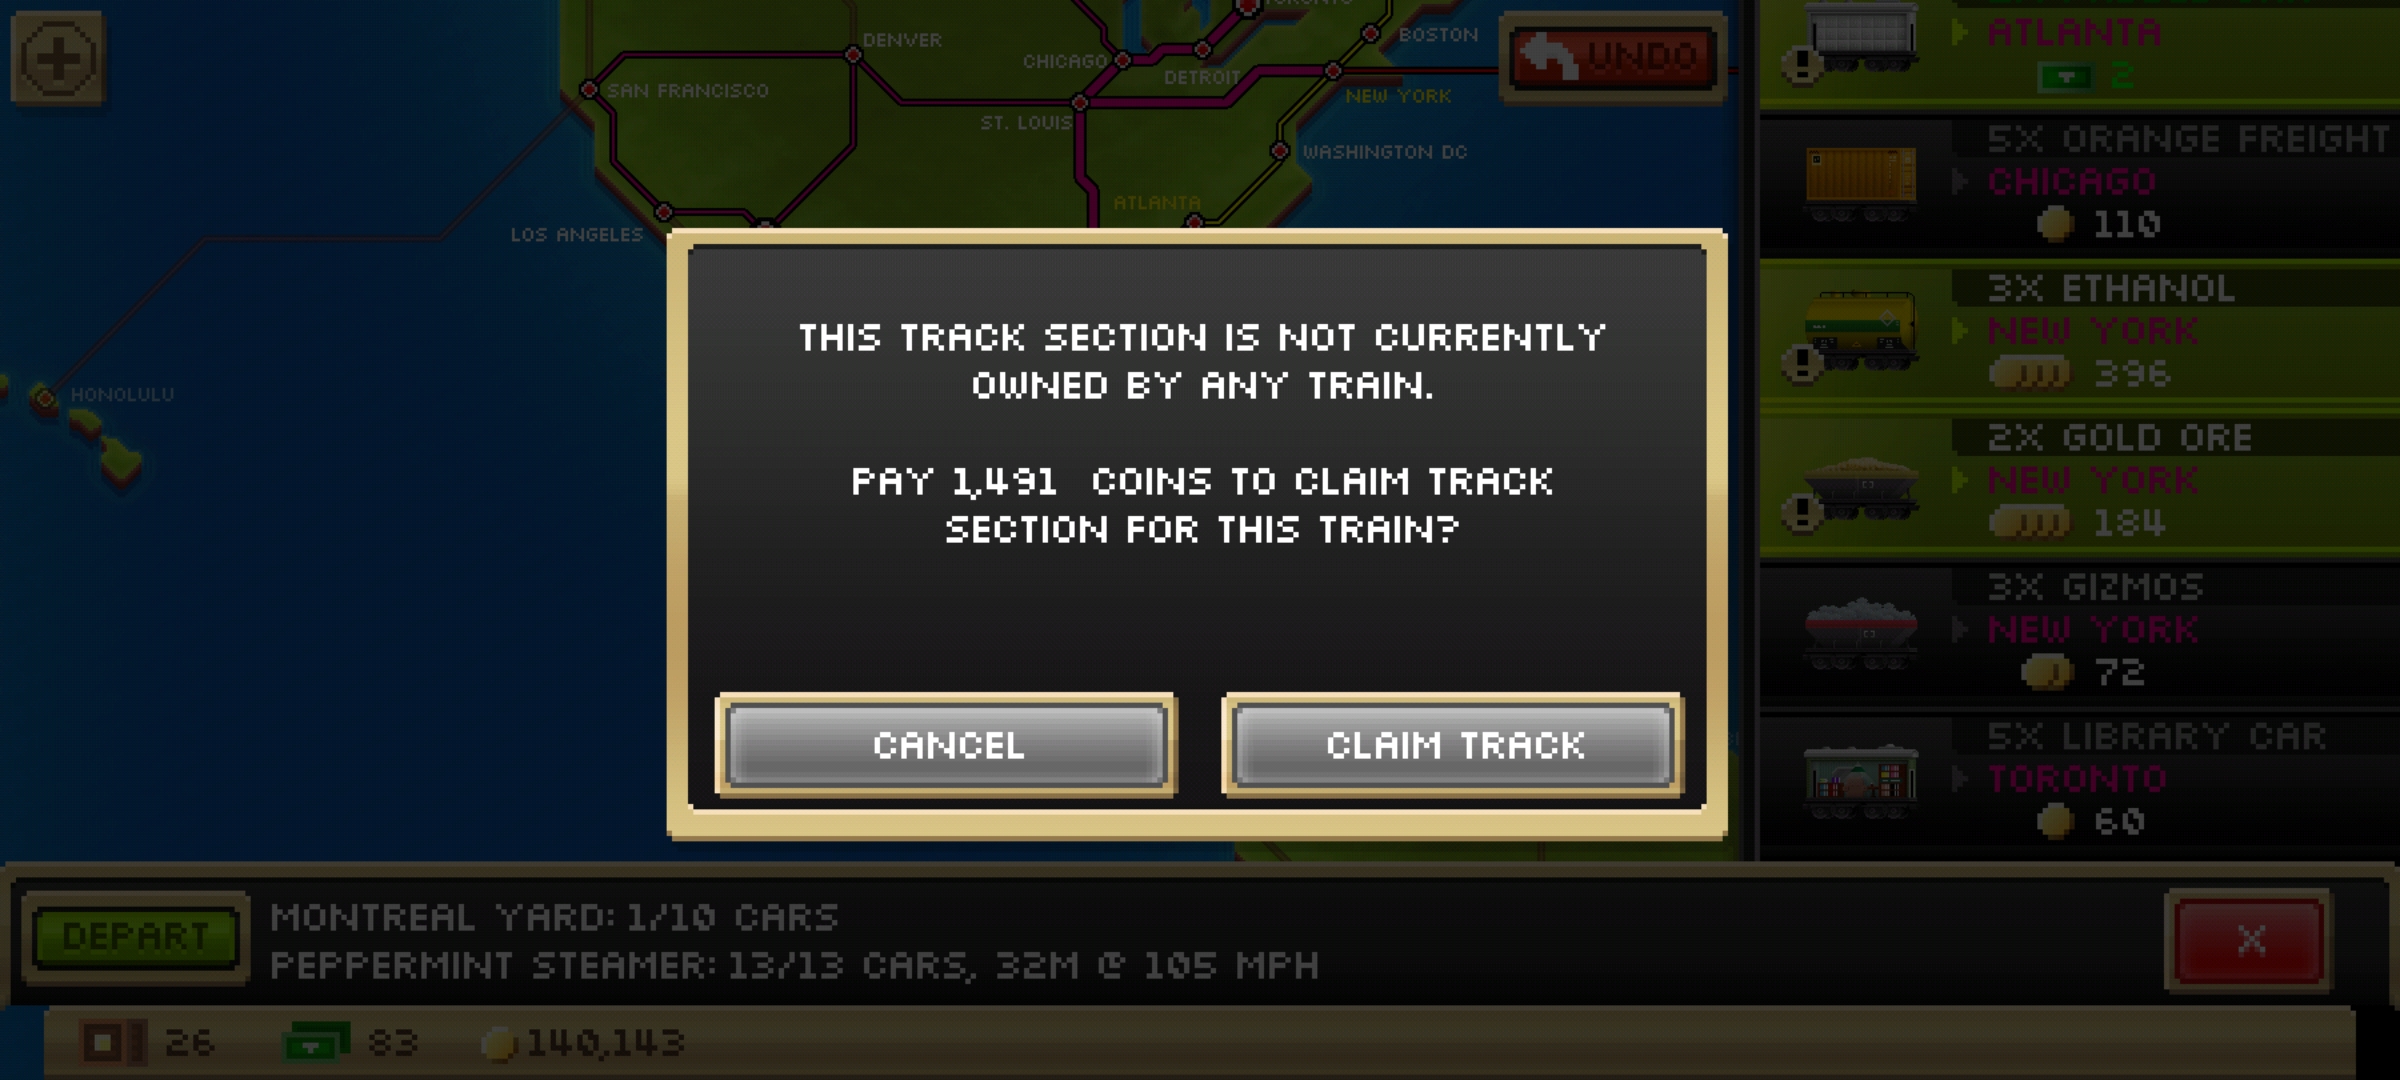 TORONTO
DENVER
BOSTON
CHICAGO
DETROIT
UNDO
SAN FRANCISCO
NEW YORK
ST. LOUIS
WASHINGTON DC
ATLANTA
LOS ANGELES
HONOLULU
THIS TRACK SECTION IS NOT CURRENTLY
OWNED BY ANY TRAIN.
PAY 1,491 COINS TO CLAIM TRACK
SECTION FOR THIS TRAIN?
CANCEL
CLAIM TRACK
ATLANTA
2
5X ORANGE FREIGHT
CHICAGO
110
3X ETHANOL
NEW YORK
396
2X GOLD ORE
NEW YORK
184
3X GIZMOS
NEW YORK
72
5X LIBRARY CAR
TORONTO
60
DEPART
MONTREAL YARD: 1/10 CARS
PEPPERMINT STEAMER: 13/13 CARS, 32M @ 105 MPH
X
26
83
140,143